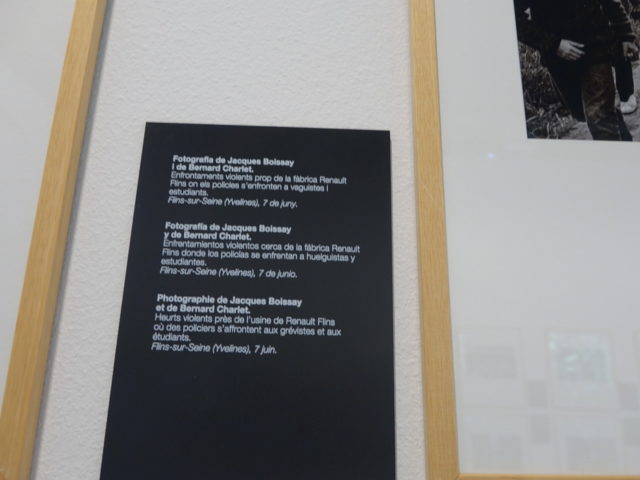 Fotografia de Jacques Boissay
i de Bernard Charlet.
Enfrontaments violents prop de la fàbrica Renault
Flins on els policies s'enfronten a vaguistes i
estudiants.
Flins-sur-Seine (Yvelines), 7 de juny.
Fotografía de Jacques Boissay
y de Bernard Charlet.
Enfrentamientos violentos cerca de la fábrica Renault
Flins donde los policías se enfrentan a huelguistas y
estudiantes.
Flins-sur-Seine (Yvelines), 7 de junio.
Photographie de Jacques Boissay
et de Bernard Charlet.
Heurts violents près de l'usine de Renault Flins
où des policiers s'affrontent aux grévistes et aux
étudiants.
Flins-sur-Seine (Yvelines), 7 juin.